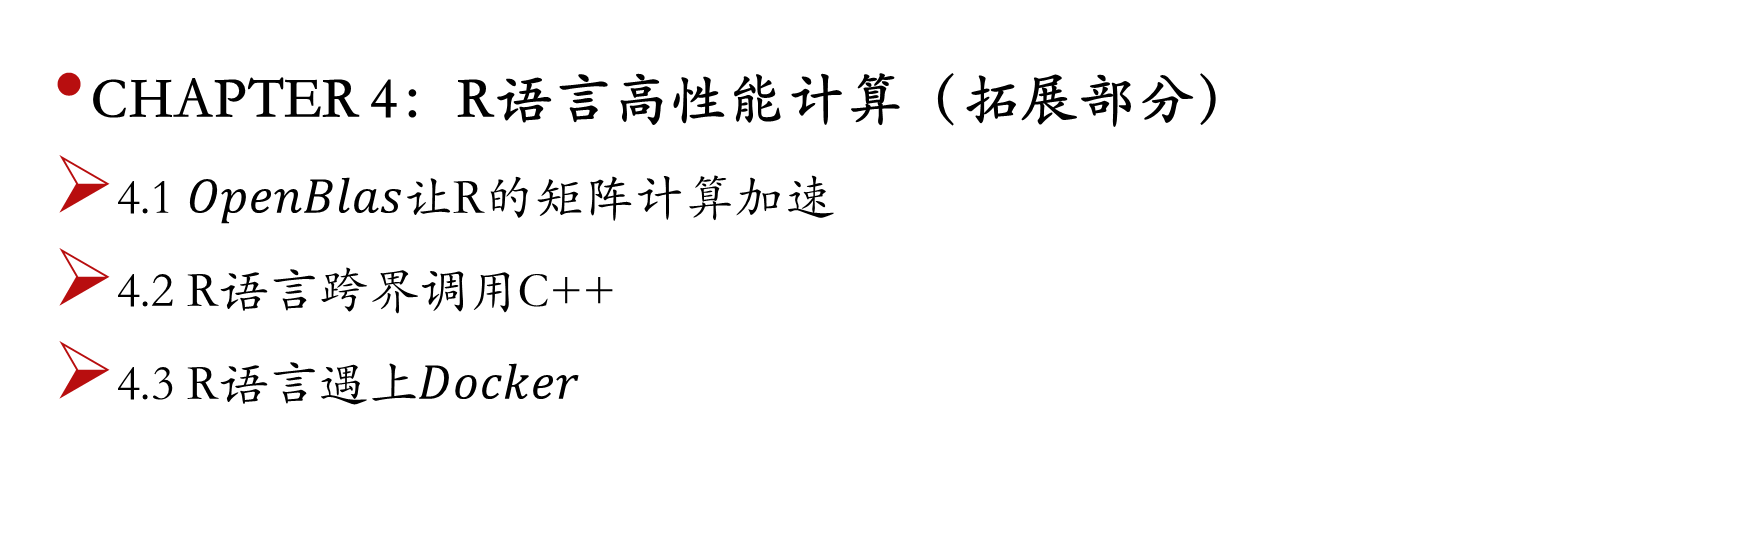 •CHAPTER 4：R语言高性能计算（拓展部分）
➢4.1 OpenBlas让R的矩阵计算加速
➢4.2 R语言跨界调用C++
➢4.3 R语言遇上Docker